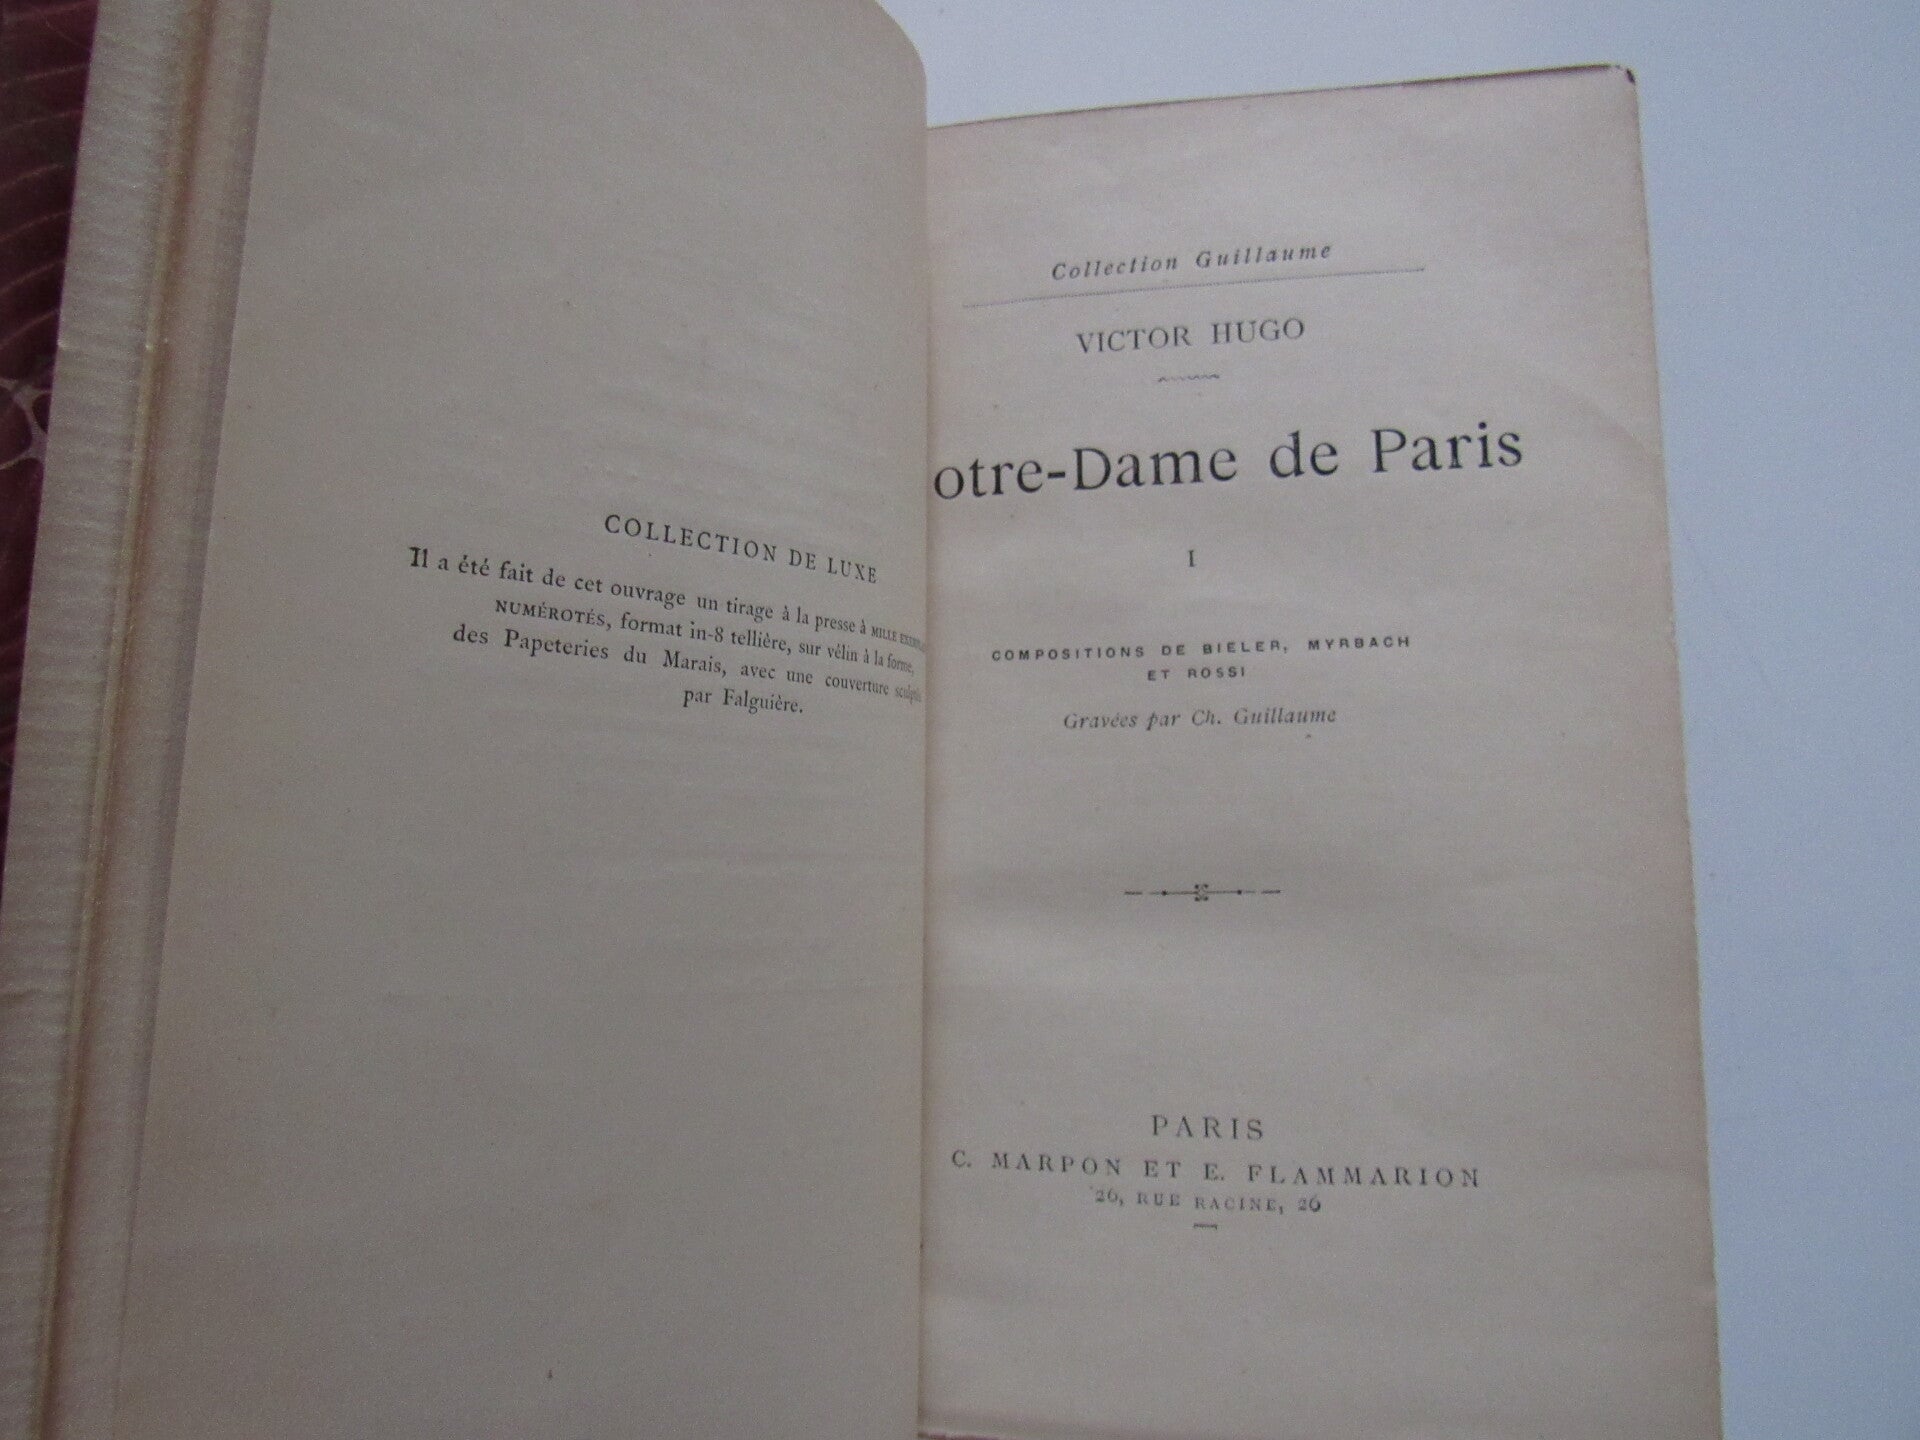 COLLECTION DE LUXE
Il a été fait de cet ouvrage un tirage à la presse à MILLE
NUMÉROTÉS, format in-8 tellière, sur vélin à la forme,
des Papeteries du Marais, avec une couverture
par Falguière.
Collection Guillaume
VICTOR HUGO
otre-Dame de Paris
I
COMPOSITIONS DE BIELER, MYRBACH
ET ROSSI
Gravées par Ch. Guillaume
PARIS
C. MARPON ET E. FLAMMARION
26, RUE RACINE, 26